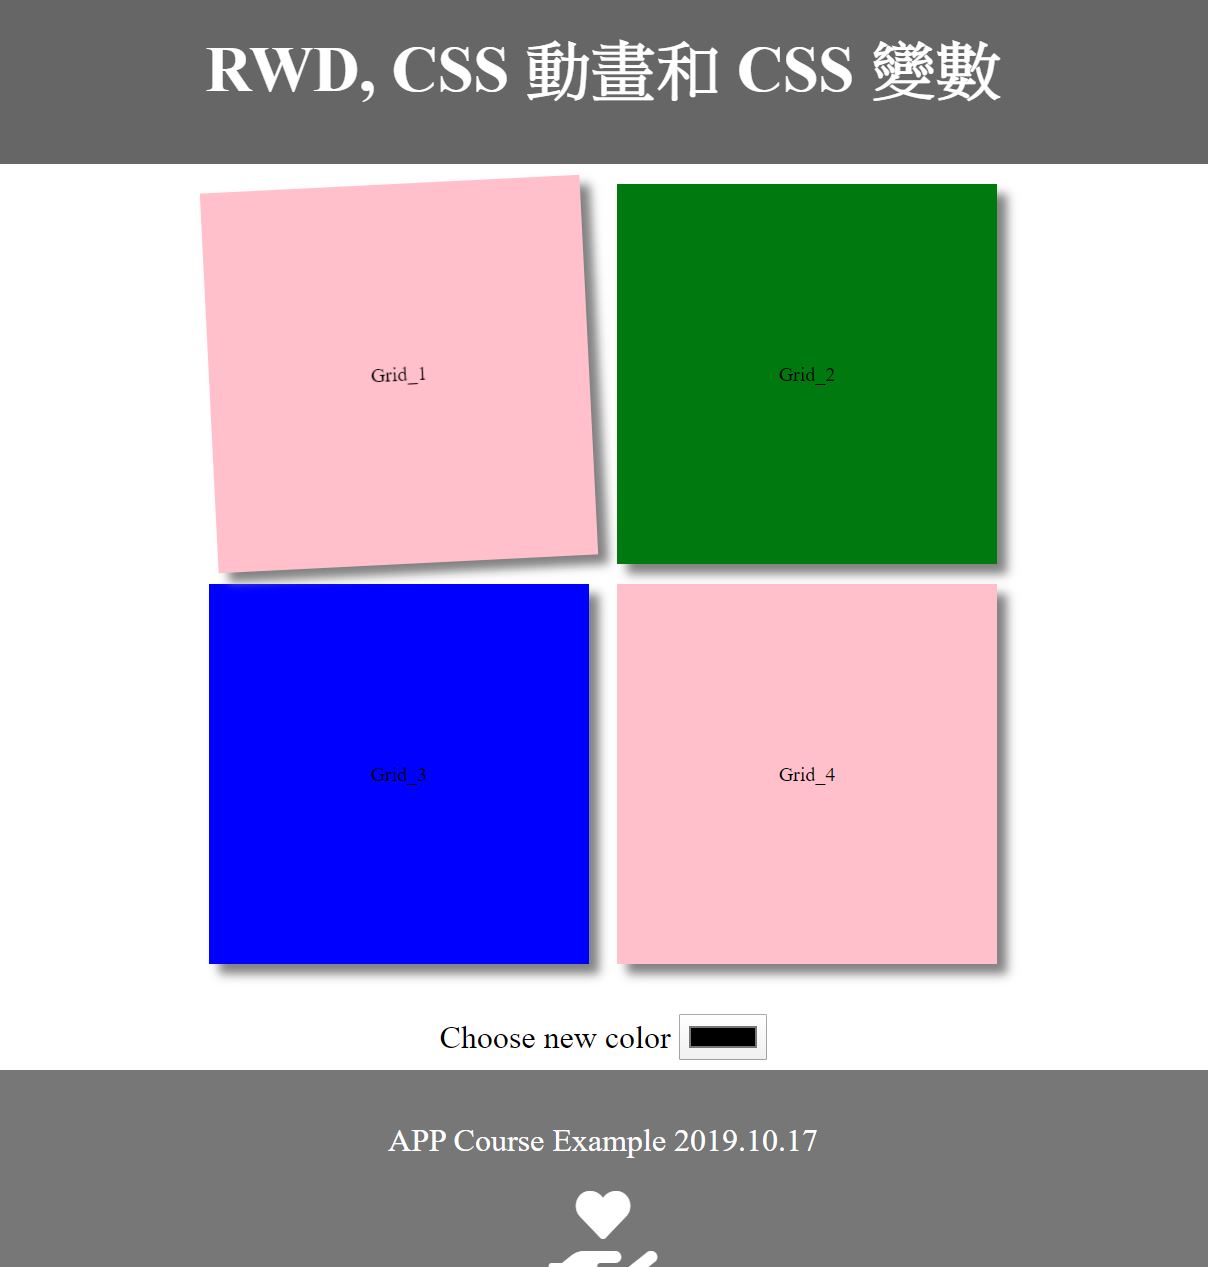 RWD, CSS 動畫和 CSS 變數
Grid_1
Grid_2
Grid_3
Grid_4
Choose new color
APP Course Example 2019.10.17